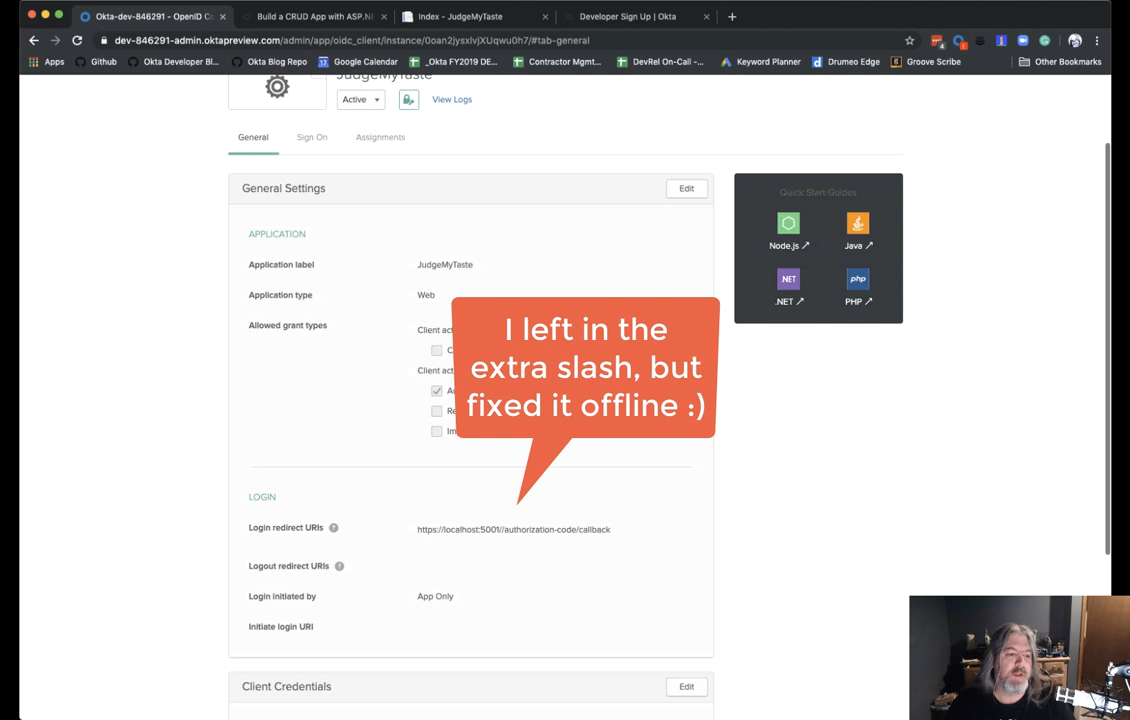 Okta-dev-846291 - OpenID Co
Build a CRUD App with ASP.NE
Index - JudgeMyTaste
Developer Sign Up | Okta
dev-846291-admin.oktapreview.com/admin/app/oidc_client/instance/0oan2jysxlvjXUqwu0h7/#tab-general
Apps
Github
Okta Developer Bl...
Okta Blog Repo
Google Calendar
_Okta FY2019 DE...
Contractor Mgmt...
DevRel On-Call -...
Keyword Planner
Drumeo Edge
Groove Scribe
Other Bookmarks
JudgeMyTaste
Active
View Logs
General
Sign On
Assignments
General Settings
Edit
APPLICATION
Application label
JudgeMyTaste
Application type
Web
Allowed grant types
Client act
C
Client act
Au
Re
Im
I left in the
extra slash, but
fixed it offline :)
LOGIN
Login redirect URIs
https://localhost:5001//authorization-code/callback
Logout redirect URIs
Login initiated by
App Only
Initiate login URI
Client Credentials
Edit
Quick Start Guides
Node.js
Java
NET
.NET
php
PHP